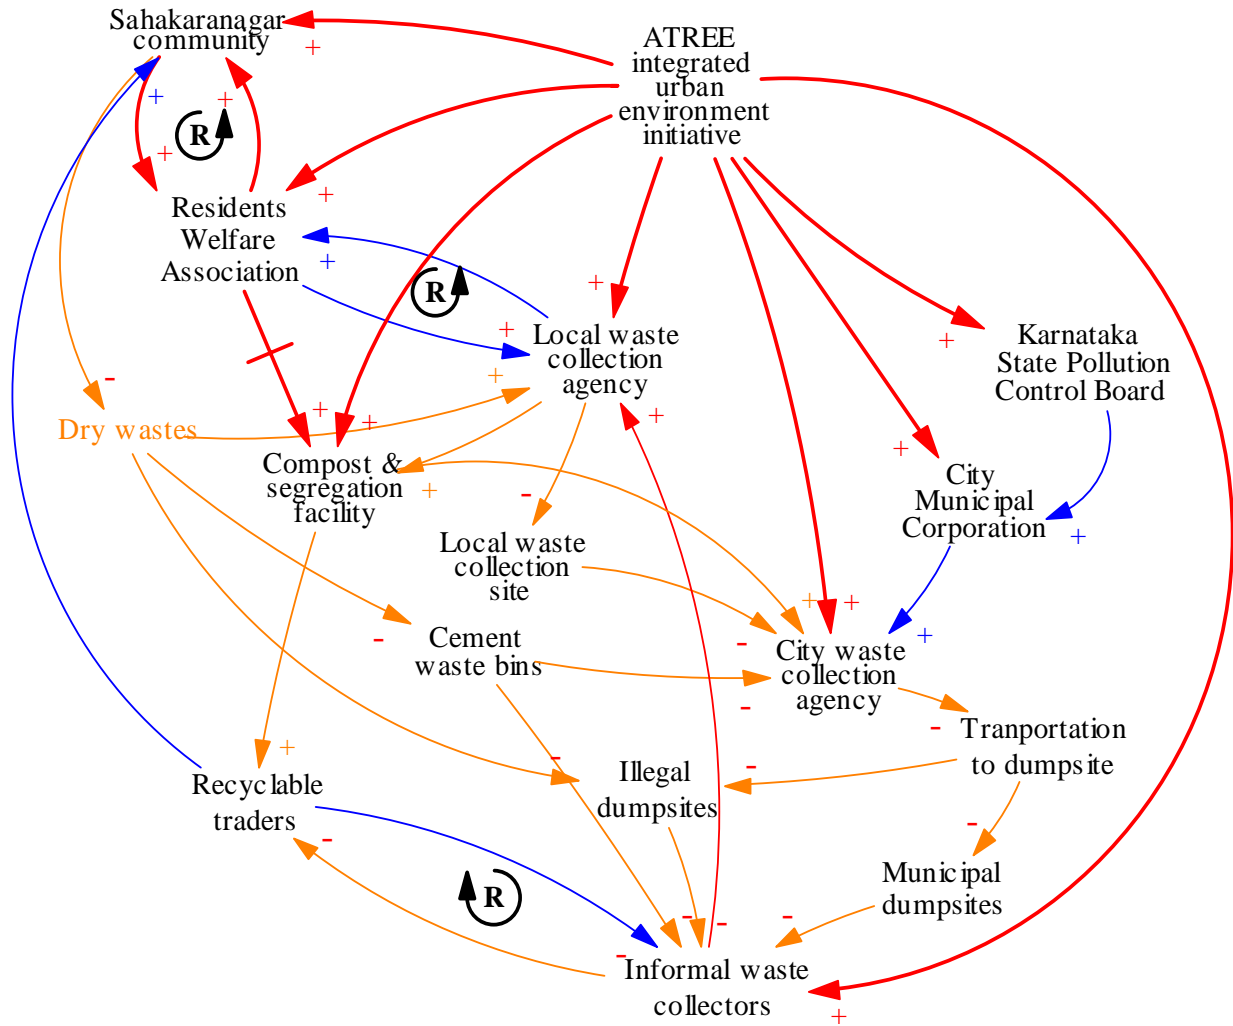 Sahakaranagar
community
ATREE
integrated
urban
environment
initiative
+
+
+
+
R
+
Residents
Welfare
Association
+
+
R
+
+
+
Local waste
collection
agency
Karnataka
State Pollution
Control Board
-
+
+
+
+
+
Dry wastes
Compost &
segregation
facility
+
City
Municipal
Corporation
+
-
Local waste
collection
site
+
+
+
-
Cement
waste bins
-
City waste
collection
agency
-
-
Tranportation
to dumpsite
+
-
-
Recyclable
traders
Illegal
dumpsites
-
-
Municipal
dumpsites
R
-
-
-
-
Informal waste
collectors
+